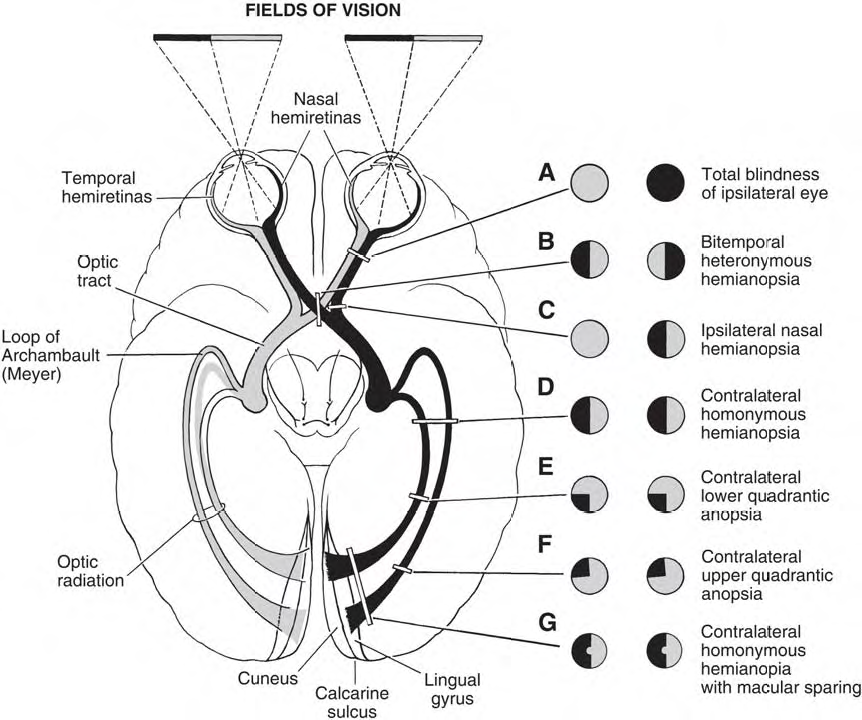 FIELDS OF VISION
Nasal
hemiretinas
Temporal
hemiretinas
Optic
tract
Loop of
Archambault
(Meyer)
Optic
radiation
Cuneus
Calcarine
sulcus
Lingual
gyrus
A
Total blindness
of ipsilateral eye
B
Bitemporal
heteronymous
hemianopsia
C
Ipsilateral nasal
hemianopsia
D
Contralateral
homonymous
hemianopsia
E
Contralateral
lower quadrantic
anopsia
F
Contralateral
upper quadrantic
anopsia
G
Contralateral
homonymous
hemianopia
with macular sparing